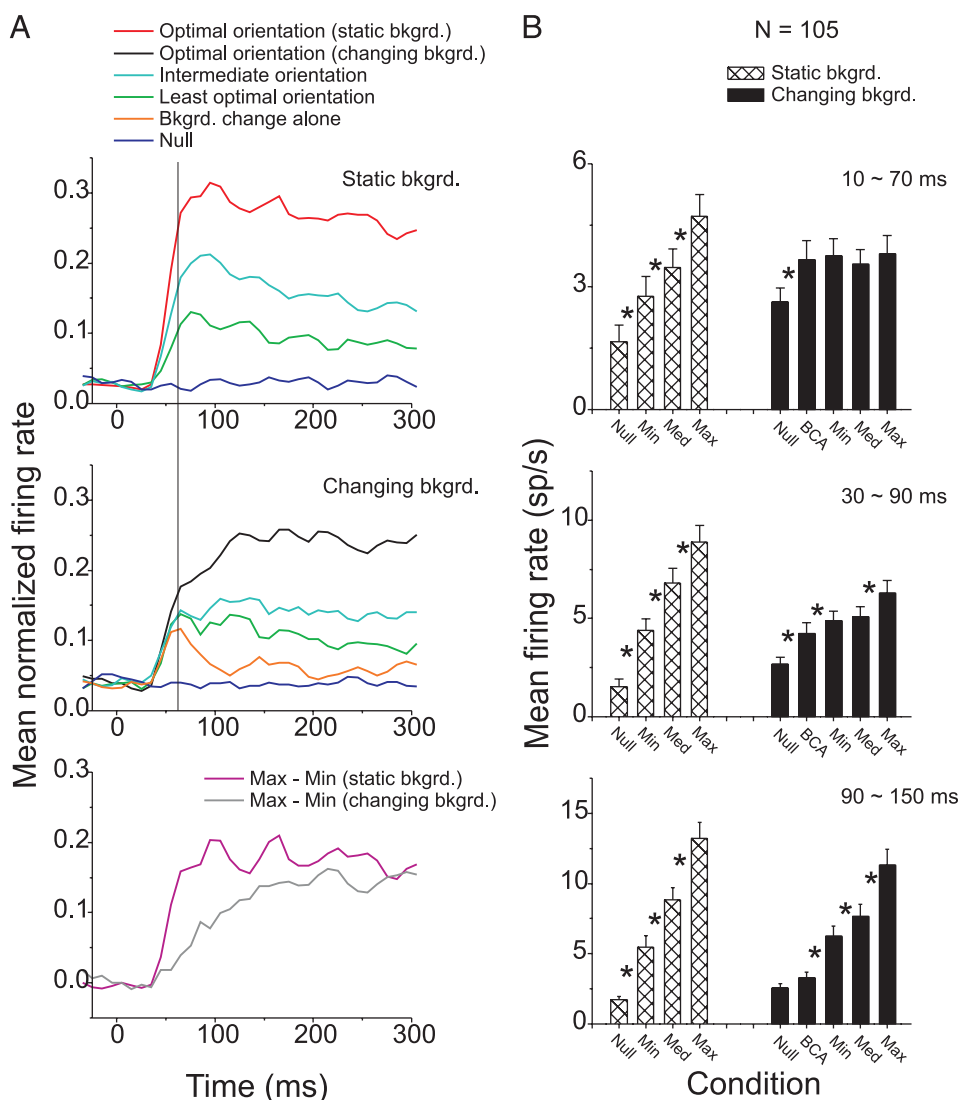 A
Optimal orientation (static bkgrd.)
Optimal orientation (changing bkgrd.)
Intermediate orientation
Least optimal orientation
Bkgrd. change alone
Null
Mean normalized firing rate
Static bkgrd.
0.3
0.2
0.1
0.0
0 100 200 300
Changing bkgrd.
0.3
0.2
0.1
0.0
0 100 200 300
Max - Min (static bkgrd.)
Max - Min (changing bkgrd.)
0.3
0.2
0.1
0.0
0 100 200 300
Time (ms)
B
N = 105
Static bkgrd.
Changing bkgrd.
Mean firing rate (sp/s)
10 ~ 70 ms
6
3
0
* * * *
Null Min Med Max Null BCA Min Med Max
30 ~ 90 ms
10
5
0
* * * * * *
Null Min Med Max Null BCA Min Med Max
90 ~ 150 ms
15
10
5
0
* * * * * *
Null Min Med Max Null BCA Min Med Max
Condition